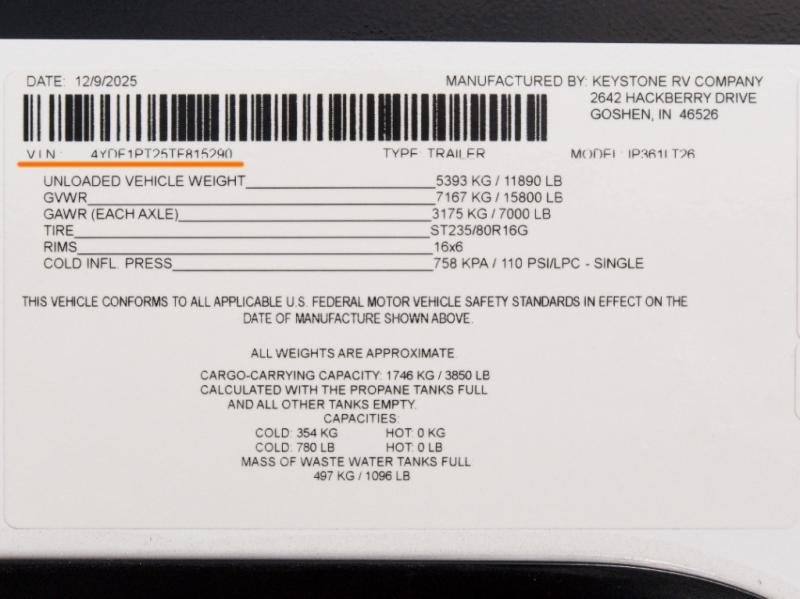 DATE: 12/9/2025
MANUFACTURED BY: KEYSTONE RV COMPANY
2642 HACKBERRY DRIVE
GOSHEN, IN 46526
V.I.N.: TYPE: TRAILER MODEL:
UNLOADED VEHICLE WEIGHT 5393 KG / 11890 LB
GVWR 7167 KG / 15800 LB
GAWR (EACH AXLE) 3175 KG / 7000 LB
TIRE ST235/80R16G
RIMS 16x6
COLD INFL. PRESS 758 KPA / 110 PSI/LPC - SINGLE
THIS VEHICLE CONFORMS TO ALL APPLICABLE U.S. FEDERAL MOTOR VEHICLE SAFETY STANDARDS IN EFFECT ON THE
DATE OF MANUFACTURE SHOWN ABOVE.
ALL WEIGHTS ARE APPROXIMATE
CARGO-CARRYING CAPACITY: 1746 KG / 3850 LB
CALCULATED WITH THE PROPANE TANKS FULL
AND ALL OTHER TANKS EMPTY.
CAPACITIES:
COLD: 354 KG HOT: 0 KG
COLD: 780 LB HOT: 0 LB
MASS OF WASTE WATER TANKS FULL
497 KG / 1096 LB